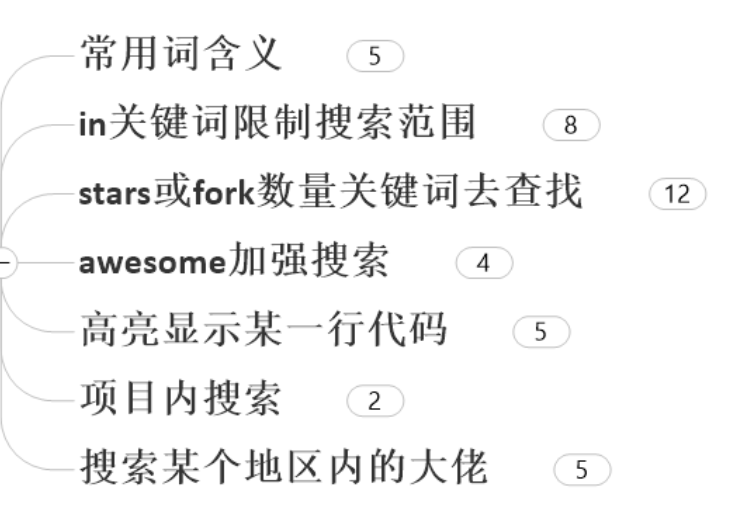 常用词含义 5
in关键词限制搜索范围 8
stars或fork数量关键词去查找 12
awesome加强搜索 4
高亮显示某一行代码 5
项目内搜索 2
搜索某个地区内的大佬 5